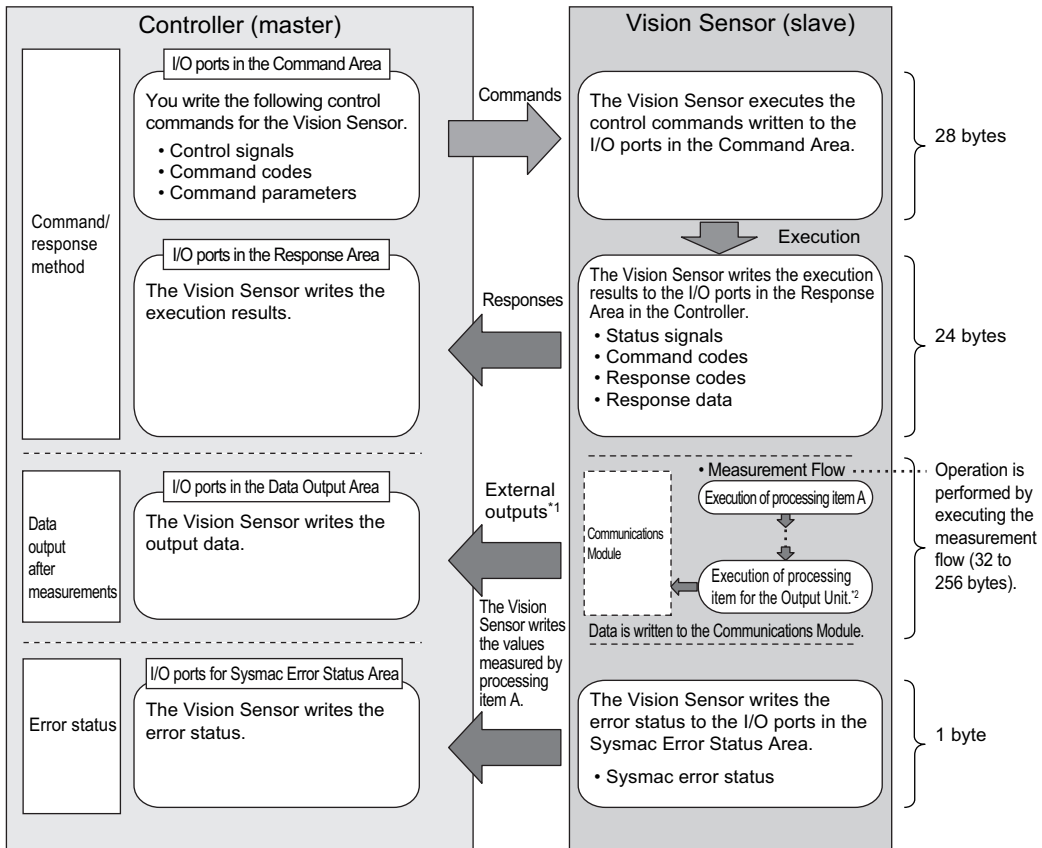 Controller (master)
Vision Sensor (slave)
Command/
response
method
I/O ports in the Command Area
You write the following control
commands for the Vision Sensor.
• Control signals
• Command codes
• Command parameters
Commands
The Vision Sensor executes the
control commands written to the
I/O ports in the Command Area.
28 bytes
Execution
I/O ports in the Response Area
The Vision Sensor writes the
execution results.
Responses
The Vision Sensor writes the execution
results to the I/O ports in the Response
Area in the Controller.
• Status signals
• Command codes
• Response codes
• Response data
24 bytes
Data
output
after
measurements
I/O ports in the Data Output Area
The Vision Sensor writes the
output data.
External
outputs*1
The Vision
Sensor writes
the values
measured by
processing
item A.
• Measurement Flow
Execution of processing item A
Communications
Module
Execution of processing
item for the Output Unit.*2
Data is written to the Communications Module.
Operation is
performed by
executing the
measurement
flow (32 to
256 bytes).
Error status
I/O ports for Sysmac Error Status Area
The Vision Sensor writes the
error status.
The Vision Sensor writes the
error status to the I/O ports in the
Sysmac Error Status Area.
• Sysmac error status
1 byte